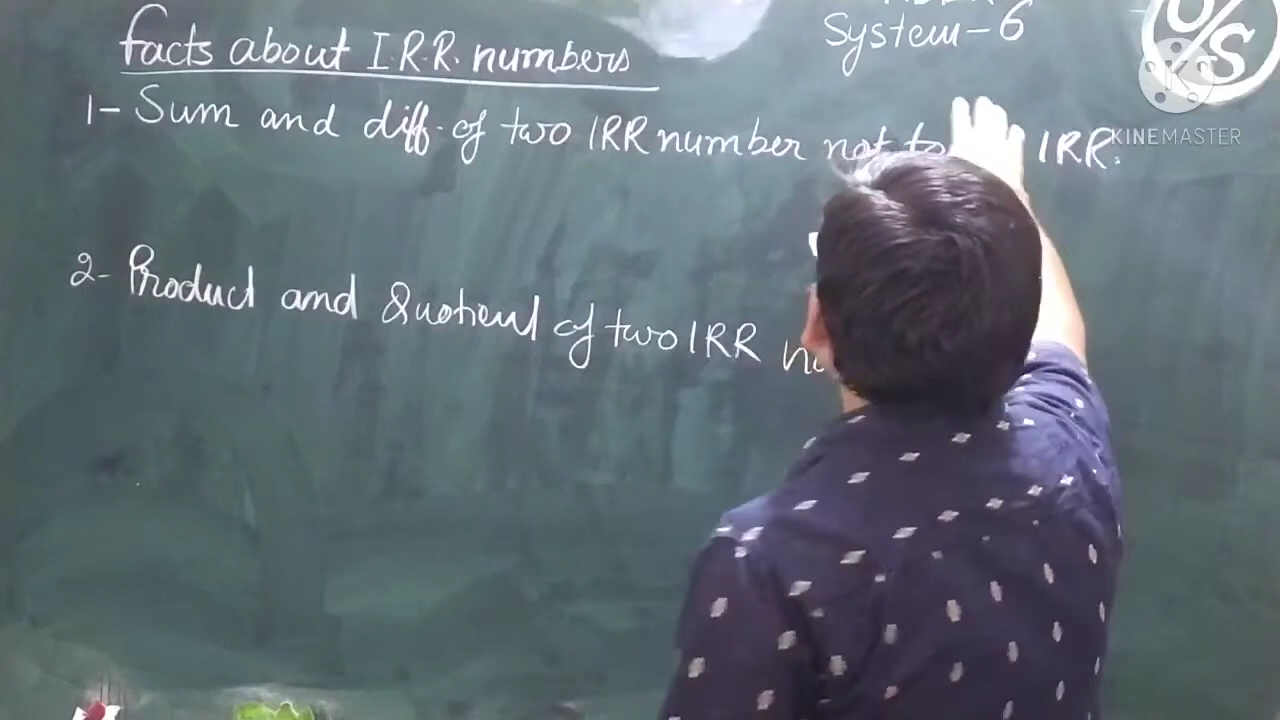 facts about I.R.R. numbers
System-6
1- Sum and diff. of two IRR number not to IRR.
2- Product and Quotient of two IRR
U/S
KINEMASTER